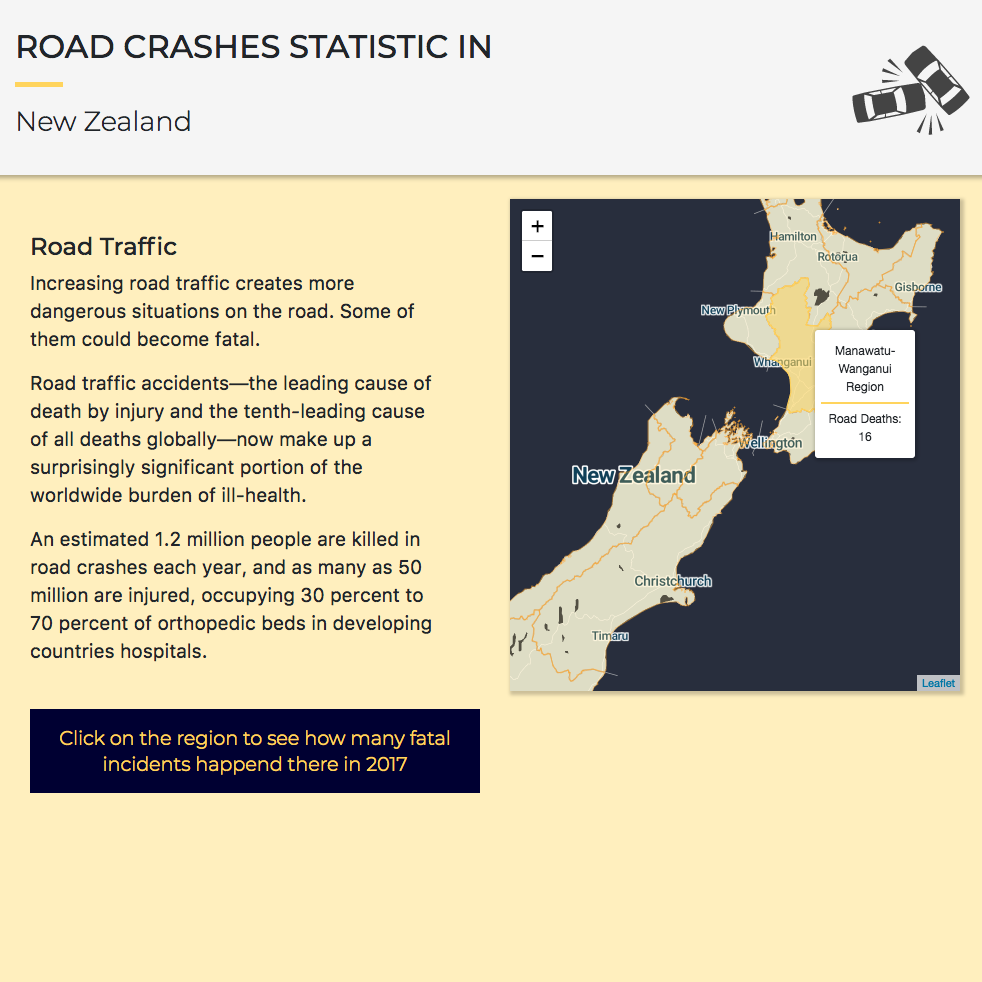 ROAD CRASHES STATISTIC IN
New Zealand
Road Traffic
Increasing road traffic creates more
dangerous situations on the road. Some of
them could become fatal.
Road traffic accidents—the leading cause of
death by injury and the tenth-leading cause
of all deaths globally—now make up a
surprisingly significant portion of the
worldwide burden of ill-health.
An estimated 1.2 million people are killed in
road crashes each year, and as many as 50
million are injured, occupying 30 percent to
70 percent of orthopedic beds in developing
countries hospitals.
Click on the region to see how many fatal
incidents happend there in 2017
+
−
Hamilton
Rotorua
Gisborne
New Plymouth
Whanganui
Manawatu-
Wanganui
Region
Road Deaths:
16
Wellington
New Zealand
Christchurch
Timaru
Leaflet